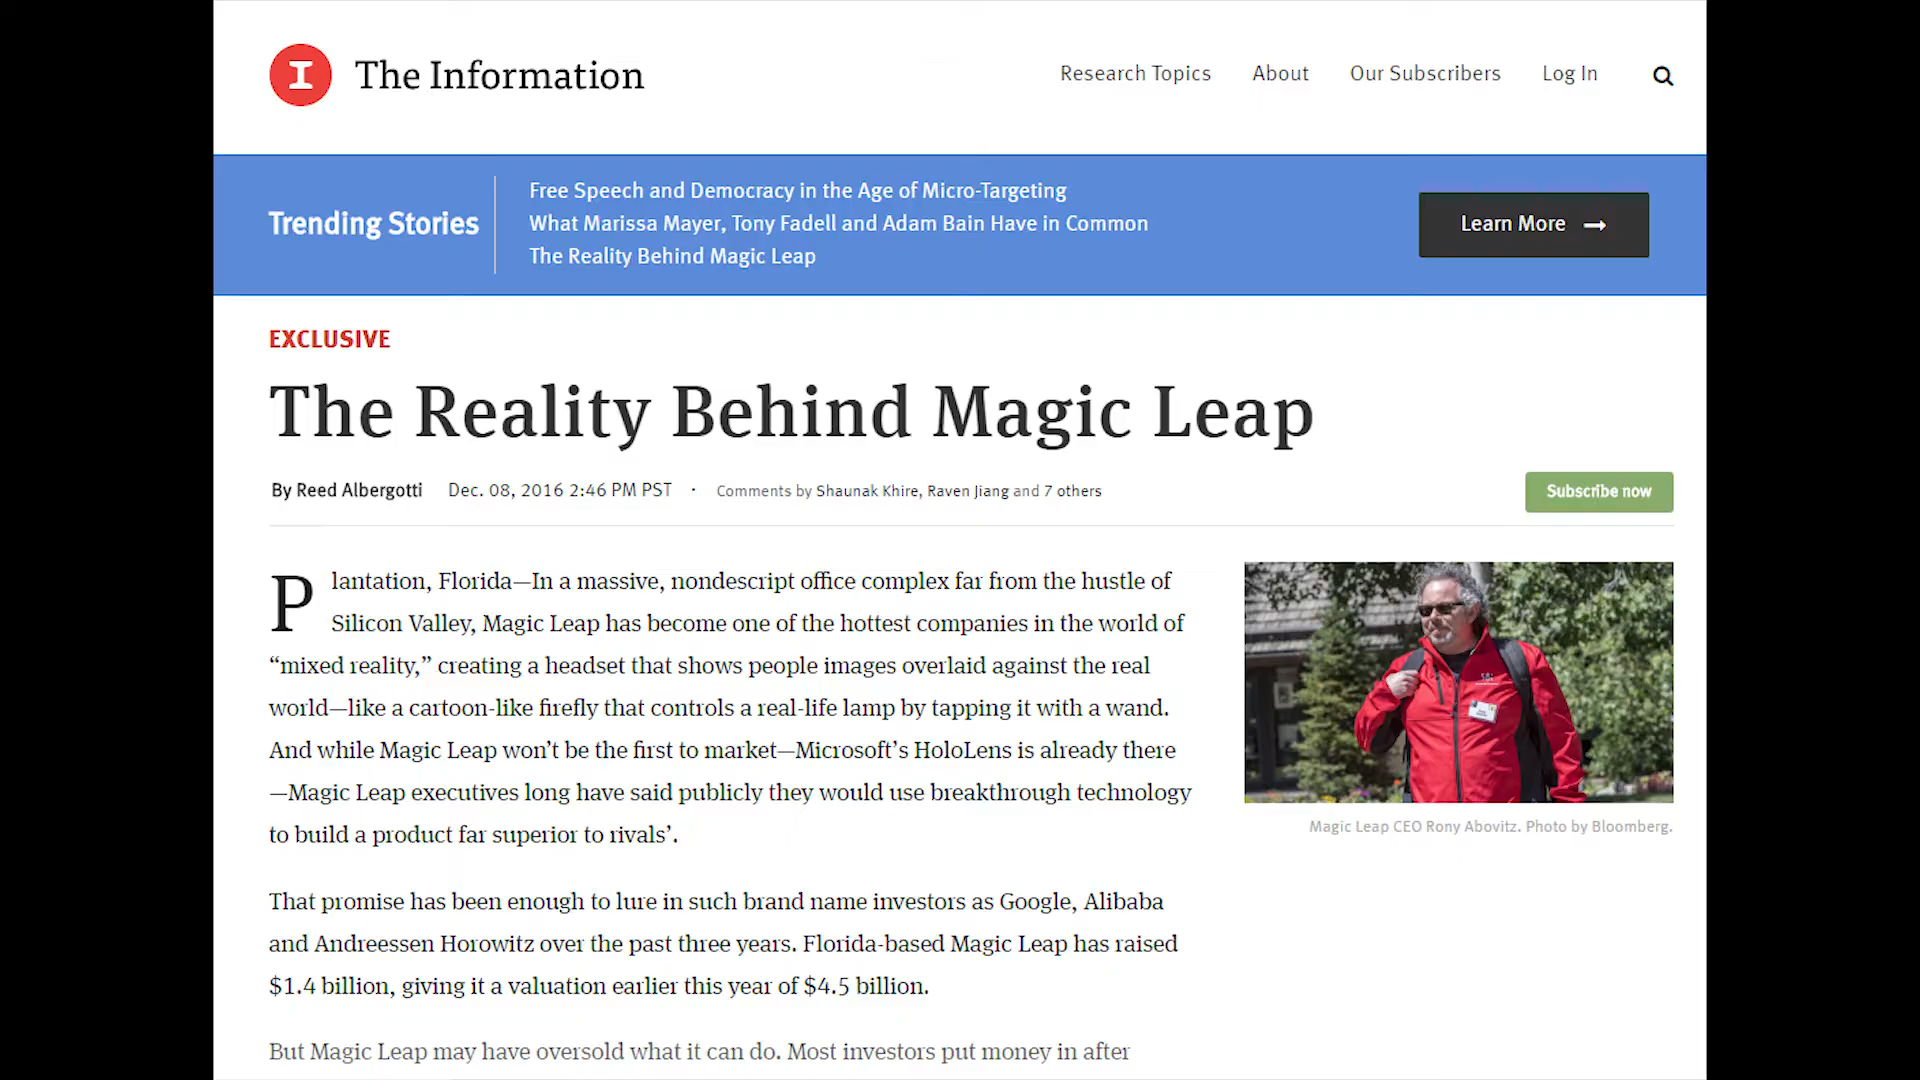 I The Information
Research Topics About Our Subscribers Log In
Trending Stories
Free Speech and Democracy in the Age of Micro-Targeting
What Marissa Mayer, Tony Fadell and Adam Bain Have in Common
The Reality Behind Magic Leap
Learn More →
EXCLUSIVE
The Reality Behind Magic Leap
By Reed Albergotti Dec. 08, 2016 2:46 PM PST · Comments by Shaunak Khire, Raven Jiang and 7 others
Subscribe now
Plantation, Florida—In a massive, nondescript office complex far from the hustle of
Silicon Valley, Magic Leap has become one of the hottest companies in the world of
“mixed reality,” creating a headset that shows people images overlaid against the real
world—like a cartoon-like firefly that controls a real-life lamp by tapping it with a wand.
And while Magic Leap won’t be the first to market—Microsoft’s HoloLens is already there
—Magic Leap executives long have said publicly they would use breakthrough technology
to build a product far superior to rivals’.
Magic Leap CEO Rony Abovitz. Photo by Bloomberg.
That promise has been enough to lure in such brand name investors as Google, Alibaba
and Andreessen Horowitz over the past three years. Florida-based Magic Leap has raised
$1.4 billion, giving it a valuation earlier this year of $4.5 billion.
But Magic Leap may have oversold what it can do. Most investors put money in after